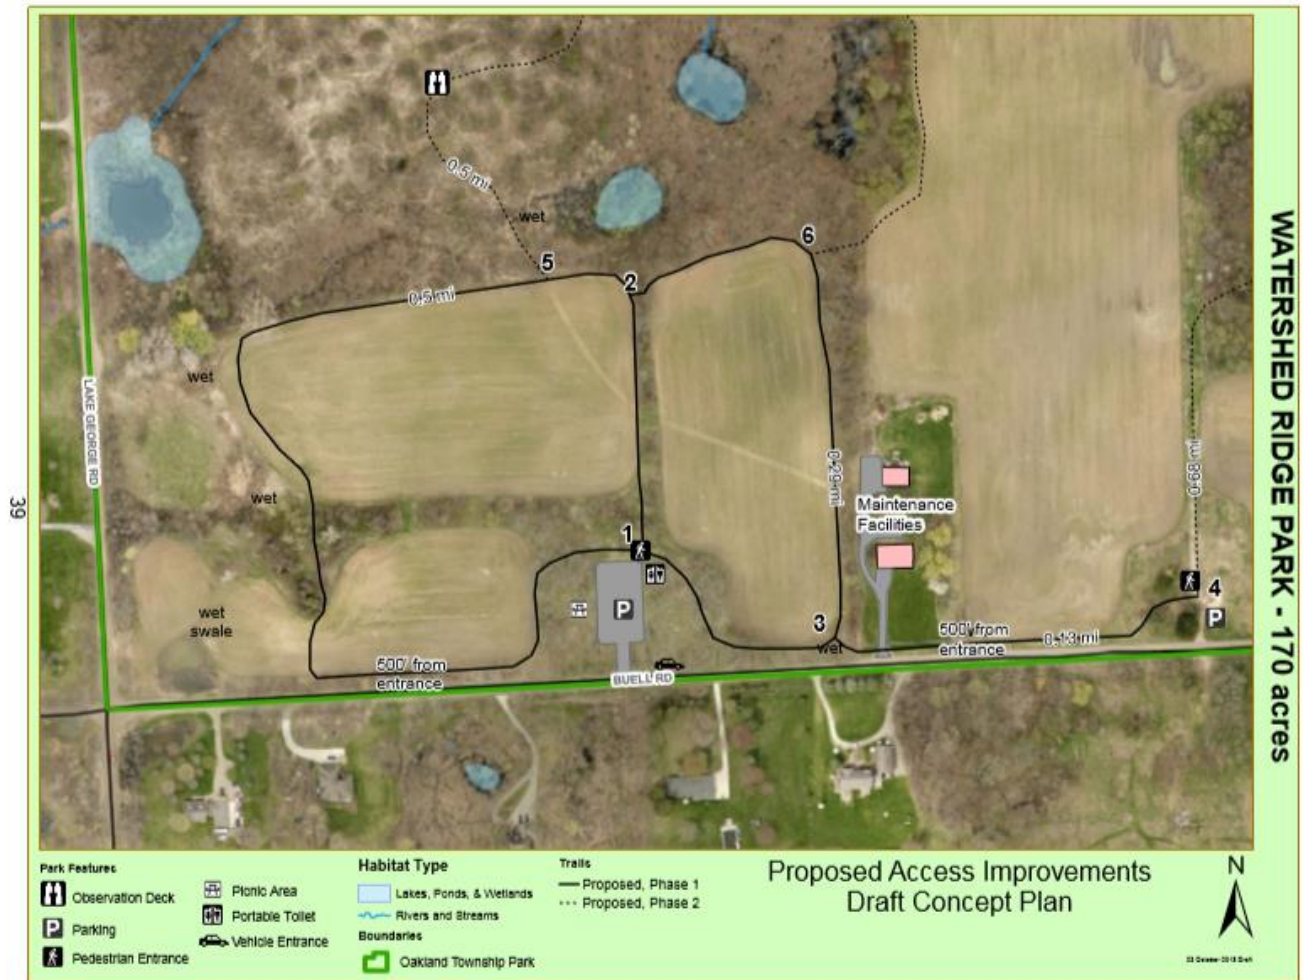 0.5 mi
wet
6
5
2
0.5 mi
wet
LAKE GEORGE RD
0.29 mi
0.68 mi
wet
Maintenance
Facilities
1
P
wet
swale
3
wet
4
P
500' from
entrance
500' from
entrance
0.13 mi
BUELL RD
WATERSHED RIDGE PARK - 170 acres
39
Park Features
Observation Deck
P Parking
Pedestrian Entrance
Picnic Area
Portable Toilet
Vehicle Entrance
Habitat Type
Lakes, Ponds, & Wetlands
Rivers and Streams
Boundaries
Oakland Township Park
Trails
Proposed, Phase 1
Proposed, Phase 2
Proposed Access Improvements
Draft Concept Plan
N